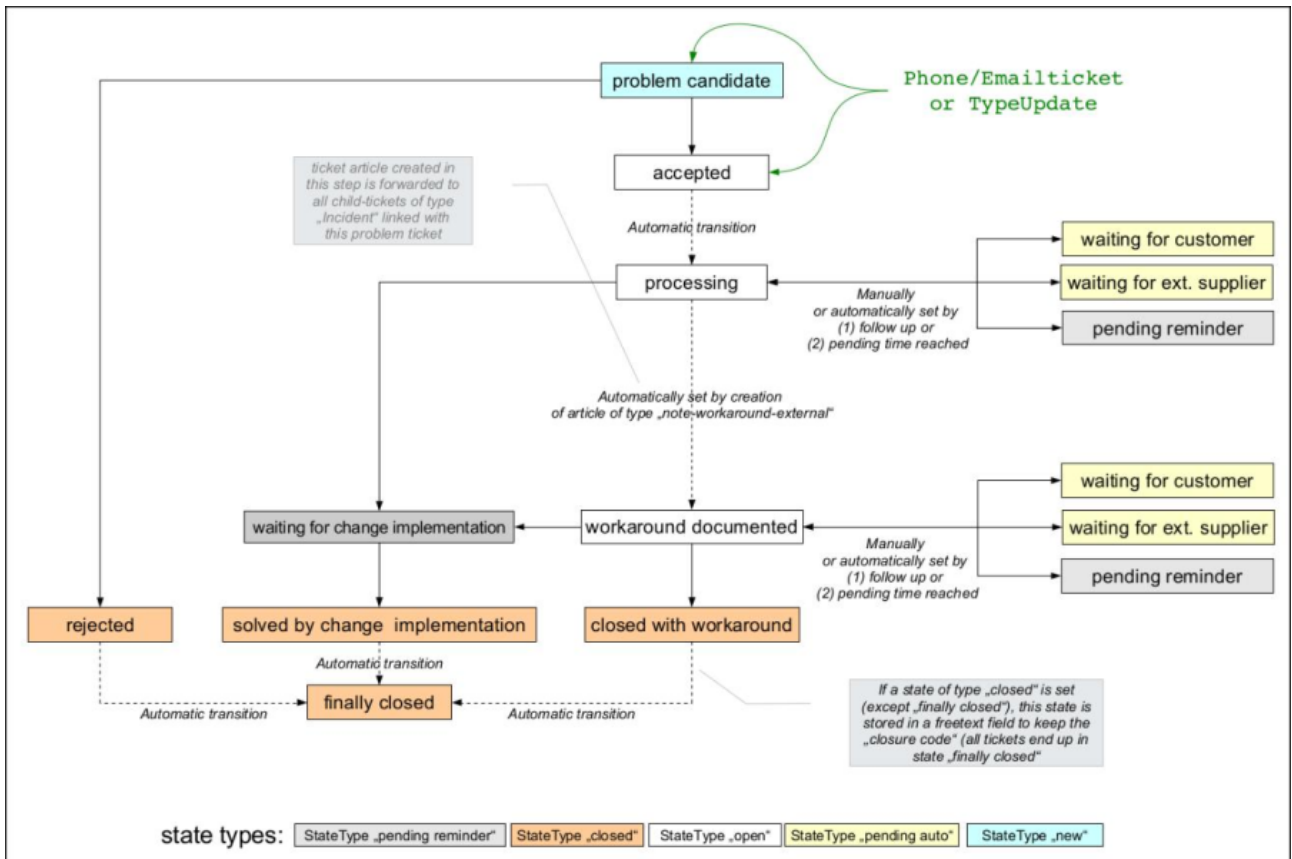 problem candidate
Phone/Emailticket
or TypeUpdate
ticket article created in
this step is forwarded to
all child-tickets of type
„Incident“ linked with
this problem ticket
accepted
Automatic transition
waiting for customer
processing
waiting for ext. supplier
Manually
or automatically set by
(1) follow up or
(2) pending time reached
pending reminder
Automatically set by creation
of article of type „note-workaround-external“
waiting for customer
waiting for change implementation
workaround documented
waiting for ext. supplier
Manually
or automatically set by
(1) follow up or
(2) pending time reached
pending reminder
rejected
solved by change implementation
closed with workaround
Automatic transition
finally closed
Automatic transition
Automatic transition
If a state of type „closed“ is set
(except „finally closed“), this state is
stored in a freetext field to keep the
„closure code“ (all tickets end up in
state „finally closed“
state types:
StateType „pending reminder“
StateType „closed“
StateType „open“
StateType „pending auto“
StateType „new“